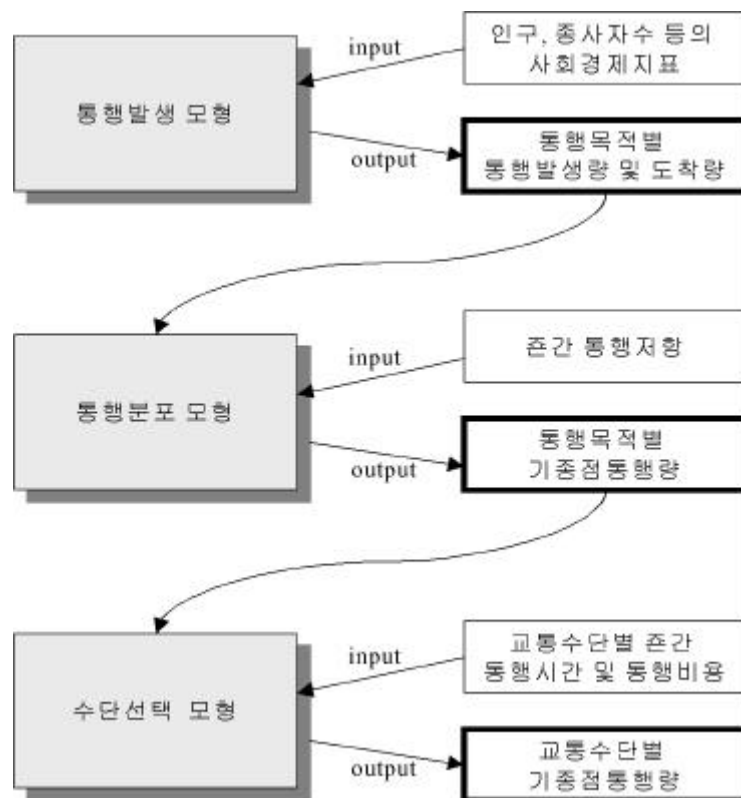 input
인구, 종사자수 등의
사회경제지표
통행발생 모형
output
통행목적별
통행발생량 및 도착량
input
죤간 통행저항
통행분포 모형
output
통행목적별
기종점통행량
input
교통수단별 죤간
통행시간 및 통행비용
수단선택 모형
output
교통수단별
기종점통행량